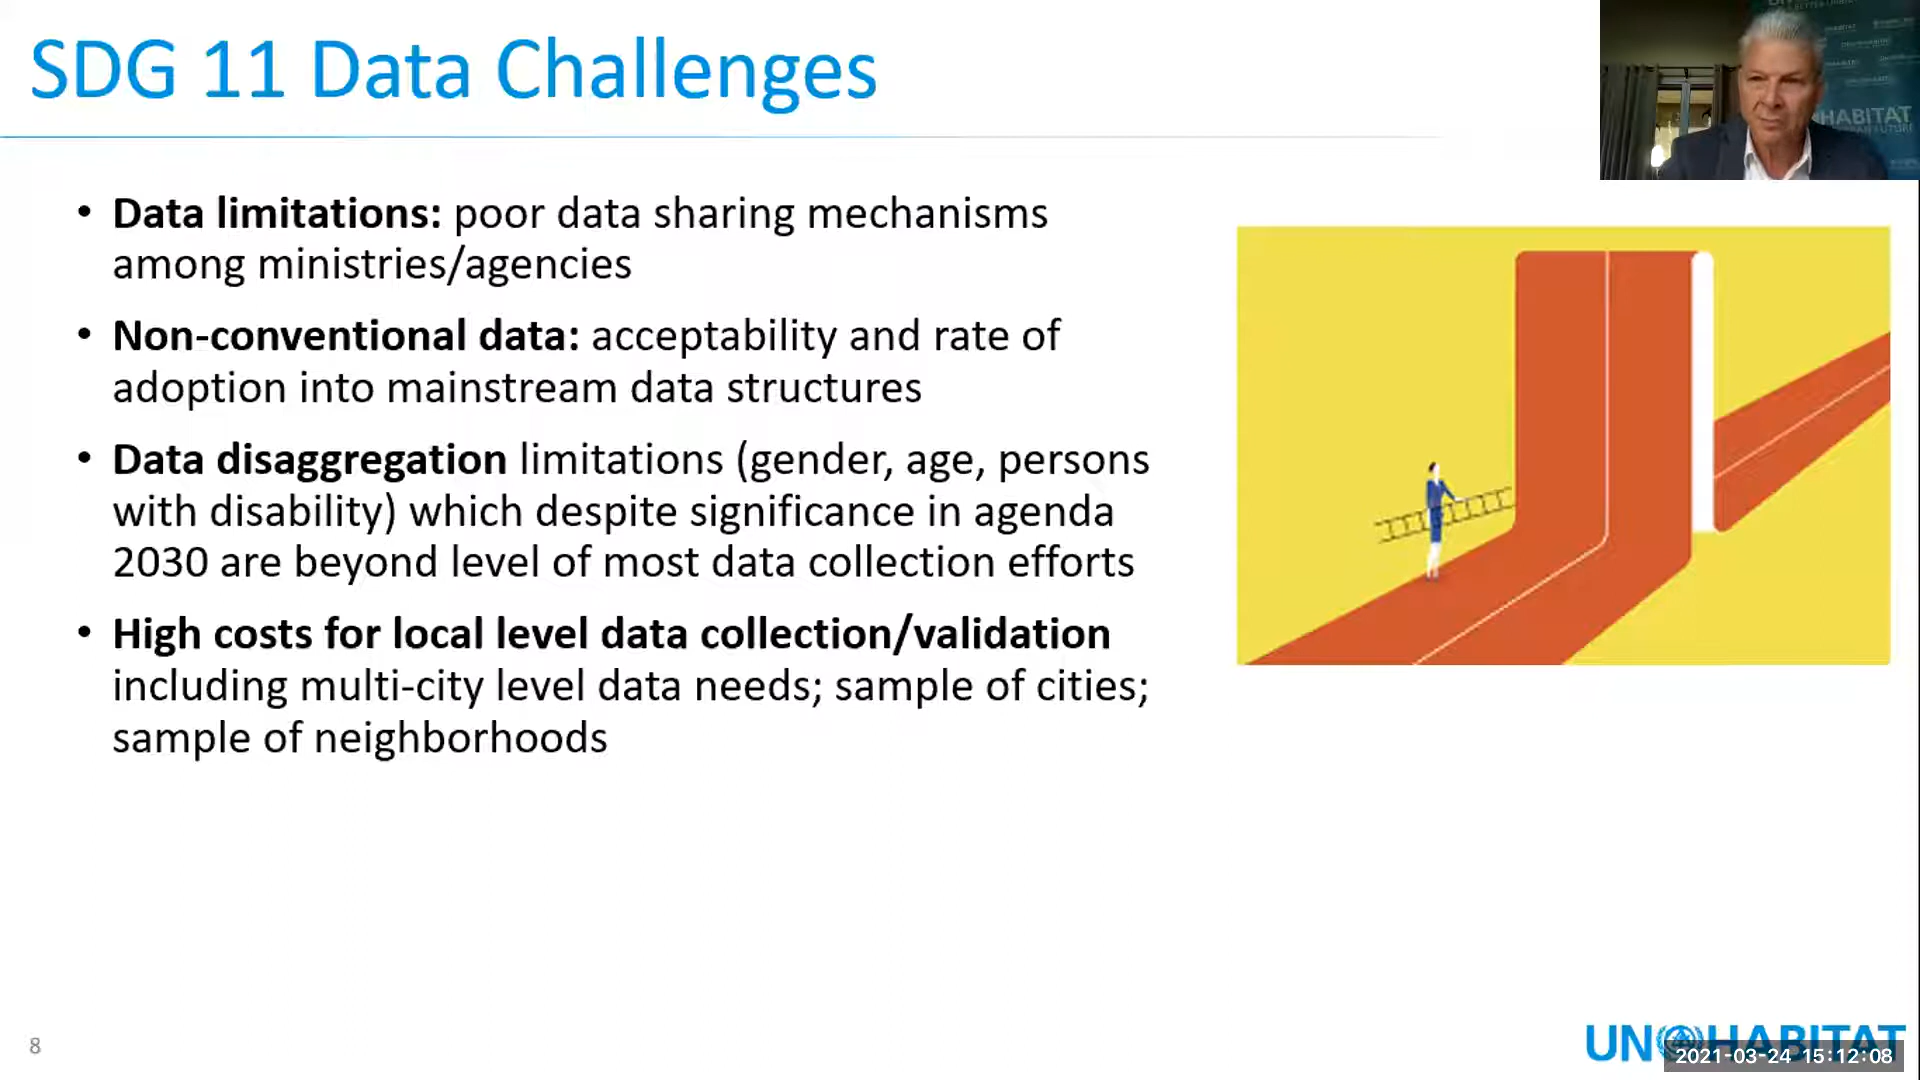 SDG 11 Data Challenges
HABITAT
• Data limitations: poor data sharing mechanisms
among ministries/agencies
• Non-conventional data: acceptability and rate of
adoption into mainstream data structures
• Data disaggregation limitations (gender, age, persons
with disability) which despite significance in agenda
2030 are beyond level of most data collection efforts
• High costs for local level data collection/validation
including multi-city level data needs; sample of cities;
sample of neighborhoods
8
UN HABITAT
2021-03-24 15:12:08